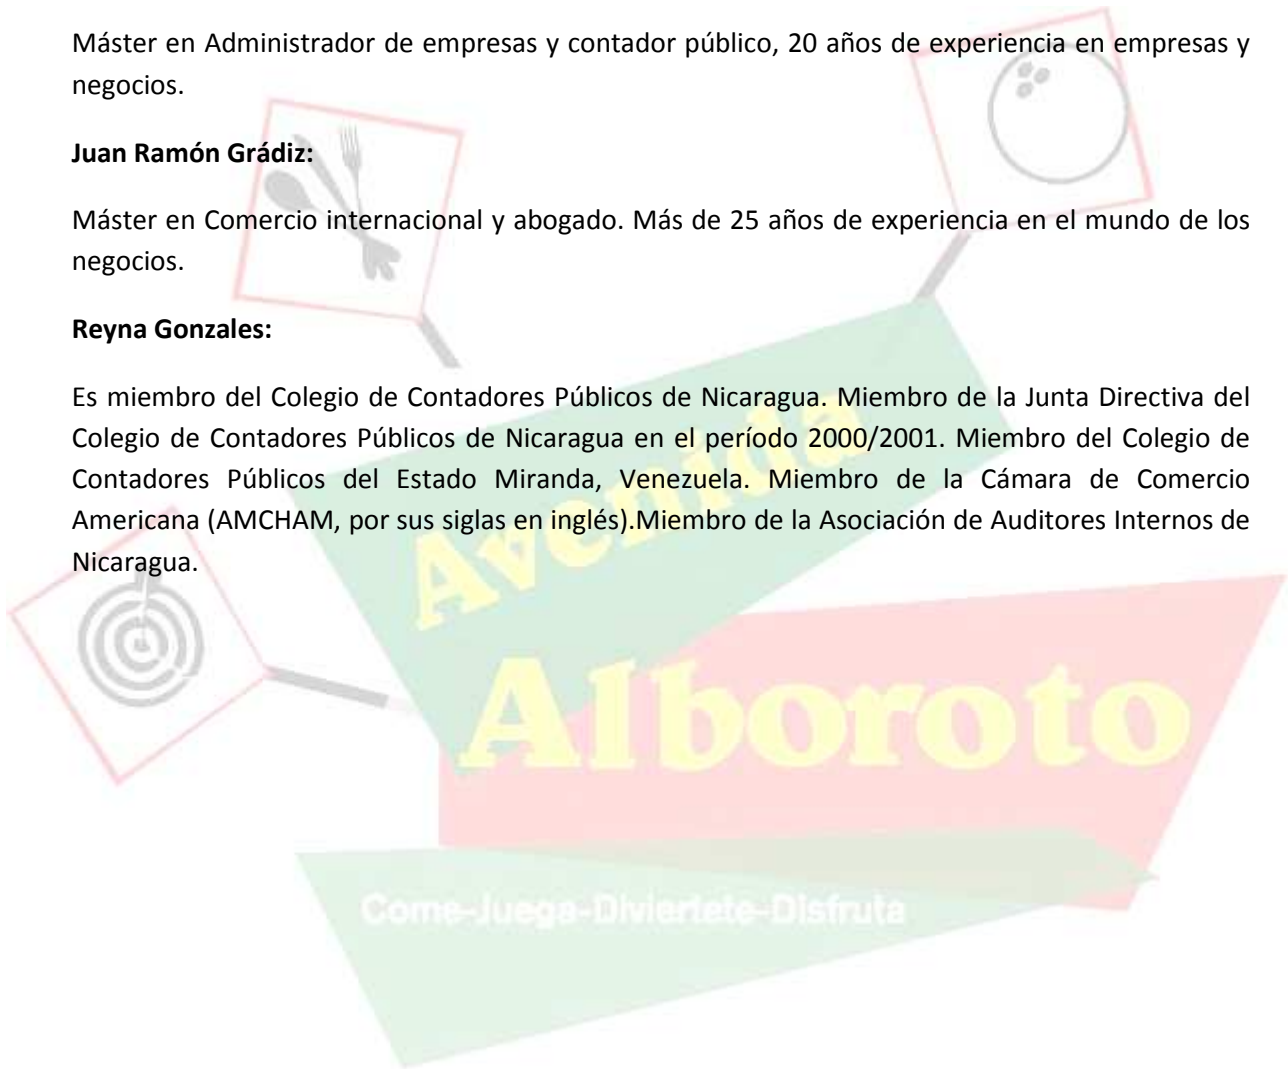 Máster en Administrador de empresas y contador público, 20 años de experiencia en empresas y
negocios.
Juan Ramón Grádiz:
Máster en Comercio internacional y abogado. Más de 25 años de experiencia en el mundo de los
negocios.
Reyna Gonzales:
Es miembro del Colegio de Contadores Públicos de Nicaragua. Miembro de la Junta Directiva del
Colegio de Contadores Públicos de Nicaragua en el período 2000/2001. Miembro del Colegio de
Contadores Públicos del Estado Miranda, Venezuela. Miembro de la Cámara de Comercio
Americana (AMCHAM, por sus siglas en inglés).Miembro de la Asociación de Auditores Internos de
Nicaragua.
Avenida
Alboroto
Come-Juega-Diviertete-Disfruta